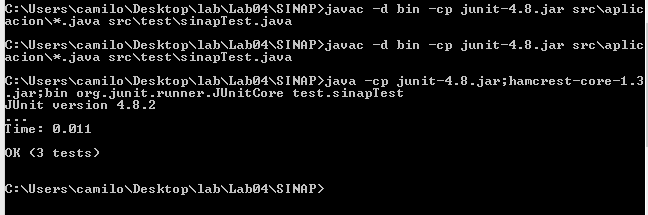 C:\Users\camilo\Desktop\lab\Lab04\SINAP>javac -d bin -cp junit-4.8.jar src\aplic
acion\*.java src\test\sinapTest.java
C:\Users\camilo\Desktop\lab\Lab04\SINAP>javac -d bin -cp junit-4.8.jar src\aplic
acion\*.java src\test\sinapTest.java
C:\Users\camilo\Desktop\lab\Lab04\SINAP>java -cp junit-4.8.jar;hamcrest-core-1.3
.jar;bin org.junit.runner.JUnitCore test.sinapTest
JUnit version 4.8.2
...
Time: 0.011
OK (3 tests)
C:\Users\camilo\Desktop\lab\Lab04\SINAP>